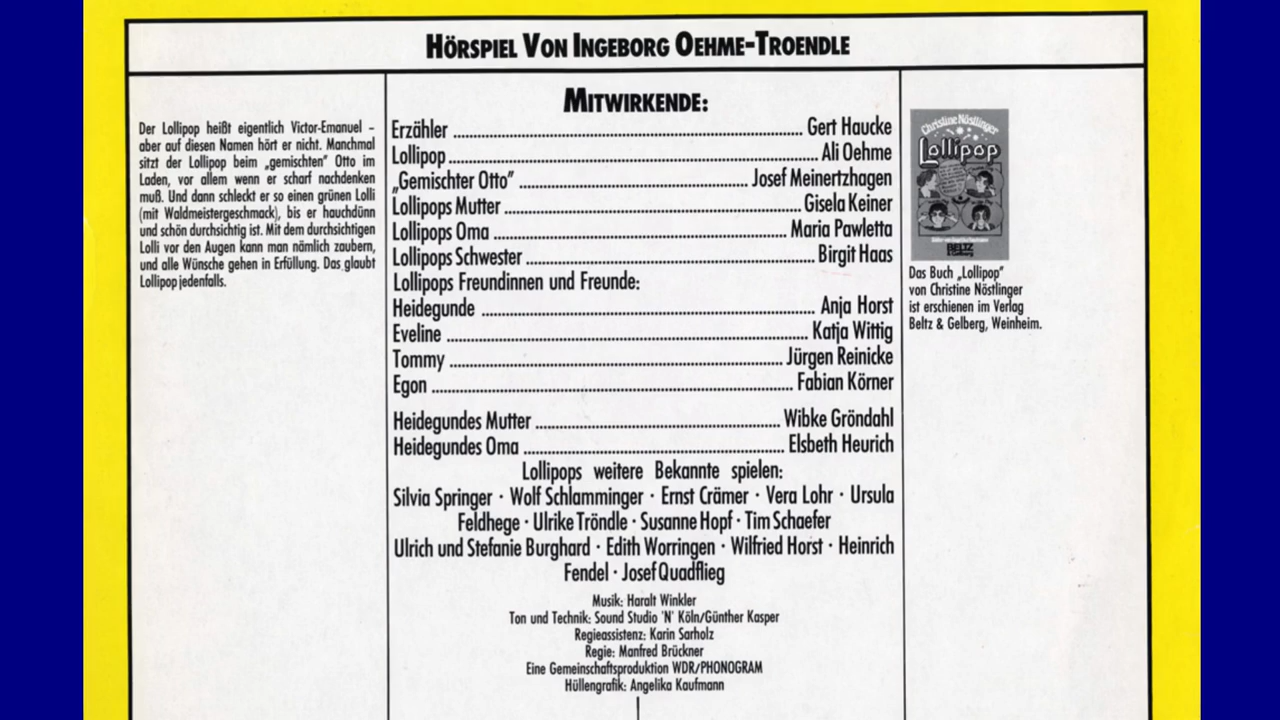 HÖRSPIEL VON INGEBORG OEHME-TROENDLE
Der Lollipop heißt eigentlich Victor-Emanuel –
aber auf diesen Namen hört er nicht. Manchmal
sitzt der Lollipop beim „gemischten” Otto im
Laden, vor allem wenn er scharf nachdenken
muß. Und dann schleckt er so einen grünen Lolli
(mit Waldmeistergeschmack), bis er hauchdünn
und schön durchsichtig ist. Mit dem durchsichtigen
Lolli vor den Augen kann man nämlich zaubern,
und alle Wünsche gehen in Erfüllung. Das glaubt
Lollipop jedenfalls.
MITWIRKENDE:
Erzähler ........ Gert Haucke
Lollipop ........ Ali Oehme
„Gemischter Otto” ........ Josef Meinertzhagen
Lollipops Mutter ........ Gisela Keiner
Lollipops Oma ........ Maria Pawletta
Lollipops Schwester ........ Birgit Haas
Lollipops Freundinnen und Freunde:
Heidegunde ........ Anja Horst
Eveline ........ Katja Wittig
Tommy ........ Jürgen Reinicke
Egon ........ Fabian Körner
Heidegundes Mutter ........ Wibke Gröndahl
Heidegundes Oma ........ Elsbeth Heurich
Lollipops weitere Bekannte spielen:
Silvia Springer · Wolf Schlamminger · Ernst Crämer · Vera Lohr · Ursula
Feldhege · Ulrike Tröndle · Susanne Hopf · Tim Schaefer
Ulrich und Stefanie Burghard · Edith Worringen · Wilfried Horst · Heinrich
Fendel · Josef Quadflieg
Musik: Haralt Winkler
Ton und Technik: Sound Studio 'N' Köln/Günther Kasper
Regieassistenz: Karin Sarholz
Regie: Manfred Brückner
Eine Gemeinschaftsproduktion WDR/PHONOGRAM
Hüllengrafik: Angelika Kaufmann
Christine Nöstlinger
Lollipop
BELTZ
& Gelberg
Das Buch „Lollipop”
von Christine Nöstlinger
ist erschienen im Verlag
Beltz & Gelberg, Weinheim.